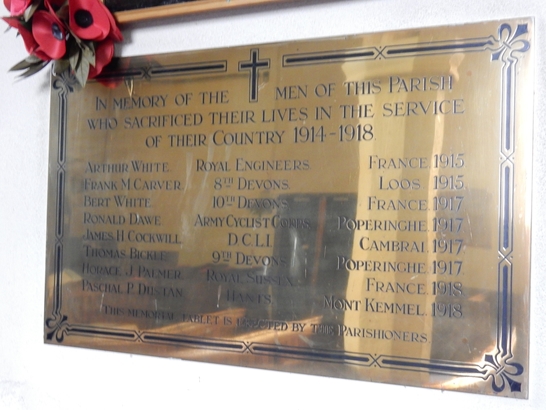 IN MEMORY OF THE MEN OF THIS PARISH
WHO SACRIFICED THEIR LIVES IN THE SERVICE
OF THEIR COUNTRY 1914-1918.
ARTHUR WHITE. ROYAL ENGINEERS. FRANCE 1915
FRANK M. CARVER. 8TH DEVONS. LOOS 1915.
BERT WHITE. 10TH DEVONS. FRANCE 1917
RONALD DAWE. ARMY CYCLIST CORPS. POPERINGHE 1917
JAMES H. COCKWILL. D.C.L.I. CAMBRAI 1917
THOMAS BICKLE. 9TH DEVONS. POPERINGHE 1917
HORACE J. PALMER. ROYAL SUSSEX. FRANCE 1918.
PASCHAL P. DUSTAN. HANTS. MONT KEMMEL 1918
THIS MEMORIAL TABLET IS ERECTED BY THE PARISHIONERS